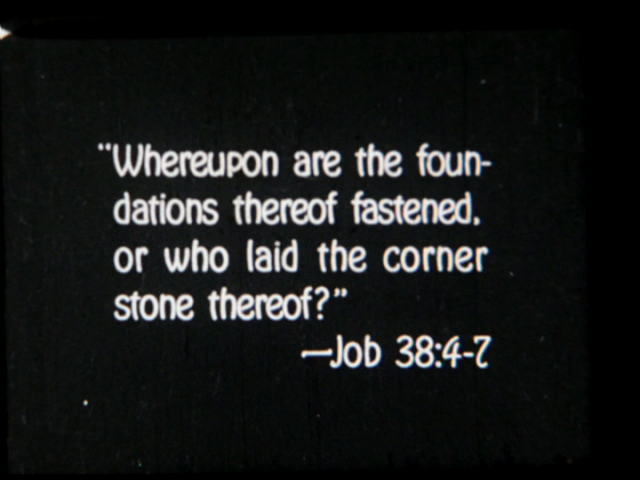 "Whereupon are the foun-
dations thereof fastened,
or who laid the corner
stone thereof?"
—Job 38:4-7